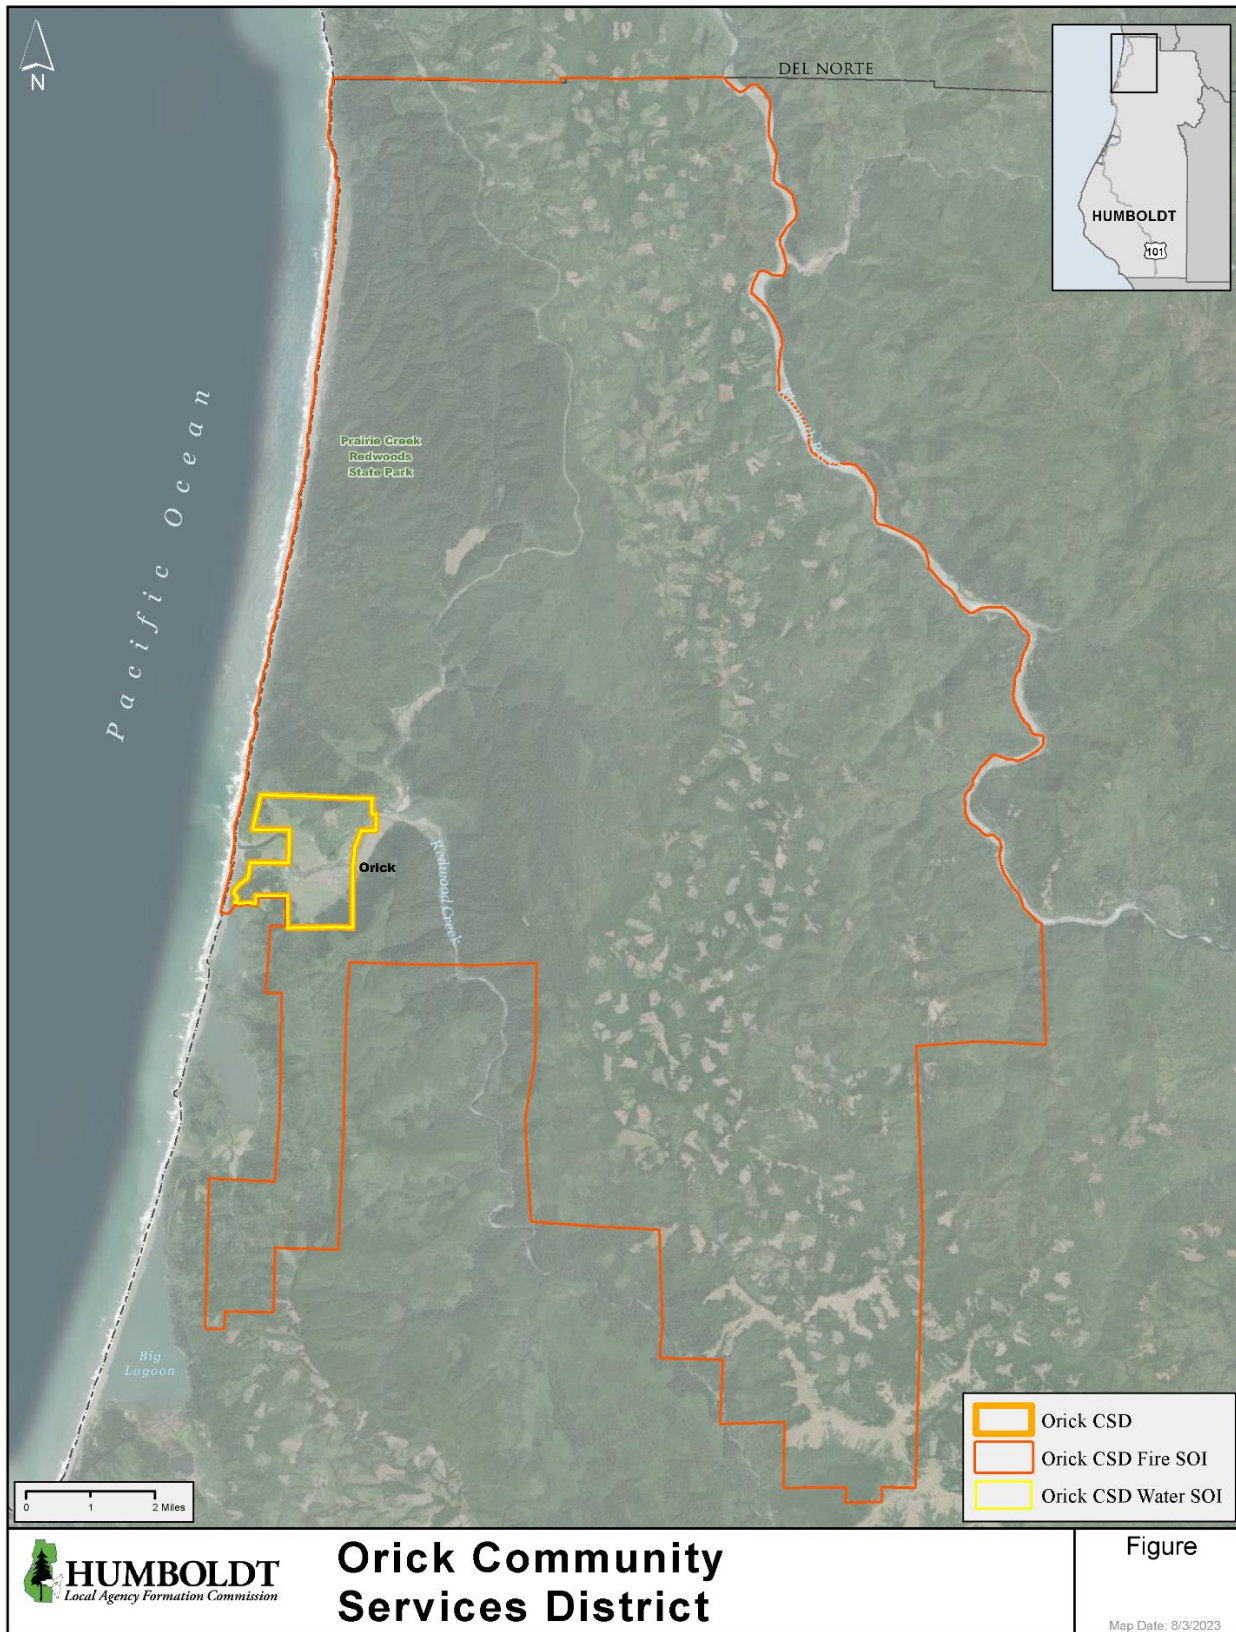 N
DEL NORTE
HUMBOLDT
101
Pacific Ocean
Prairie Creek
Redwoods
State Park
Klamath River
Orick
Redwood Creek
Big
Lagoon
Orick CSD
Orick CSD Fire SOI
Orick CSD Water SOI
0 1 2 Miles
HUMBOLDT
Local Agency Formation Commission
Orick Community
Services District
Figure
Map Date: 8/3/2023